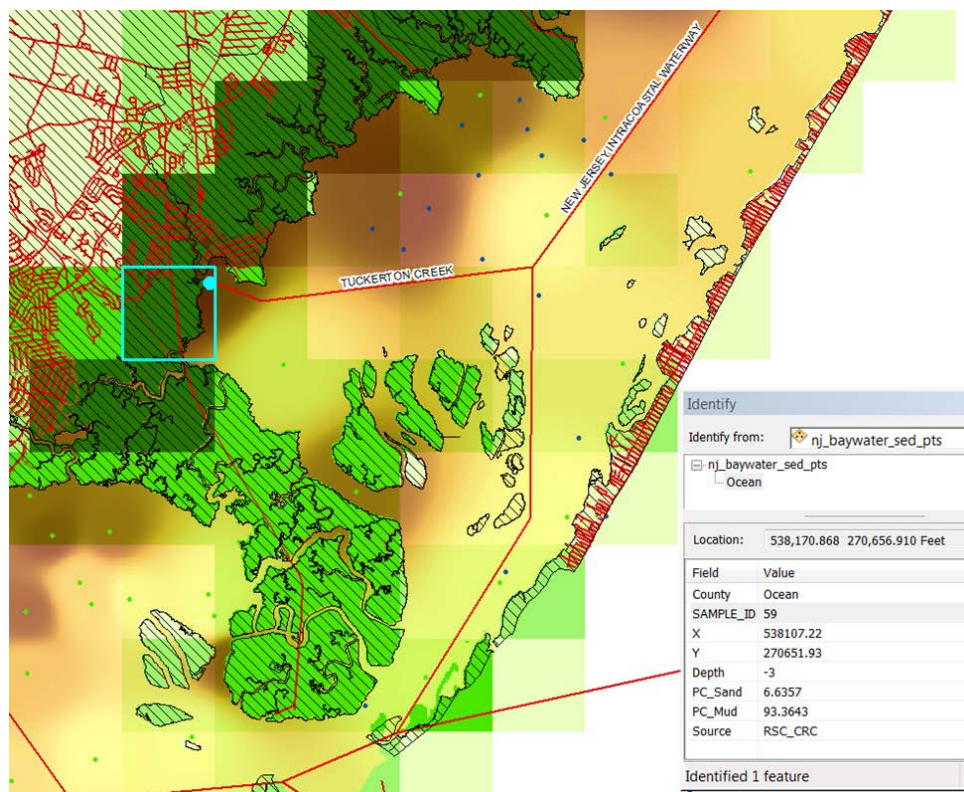 NEW JERSEY INTRACOASTAL WATERWAY
TUCKERTON CREEK
Identify
Identify from: nj_baywater_sed_pts
nj_baywater_sed_pts
Ocean
Location: 538,170.868 270,656.910 Feet
Field Value
County Ocean
SAMPLE_ID 59
X 538107.22
Y 270651.93
Depth -3
PC_Sand 6.6357
PC_Mud 93.3643
Source RSC_CRC
Identified 1 feature